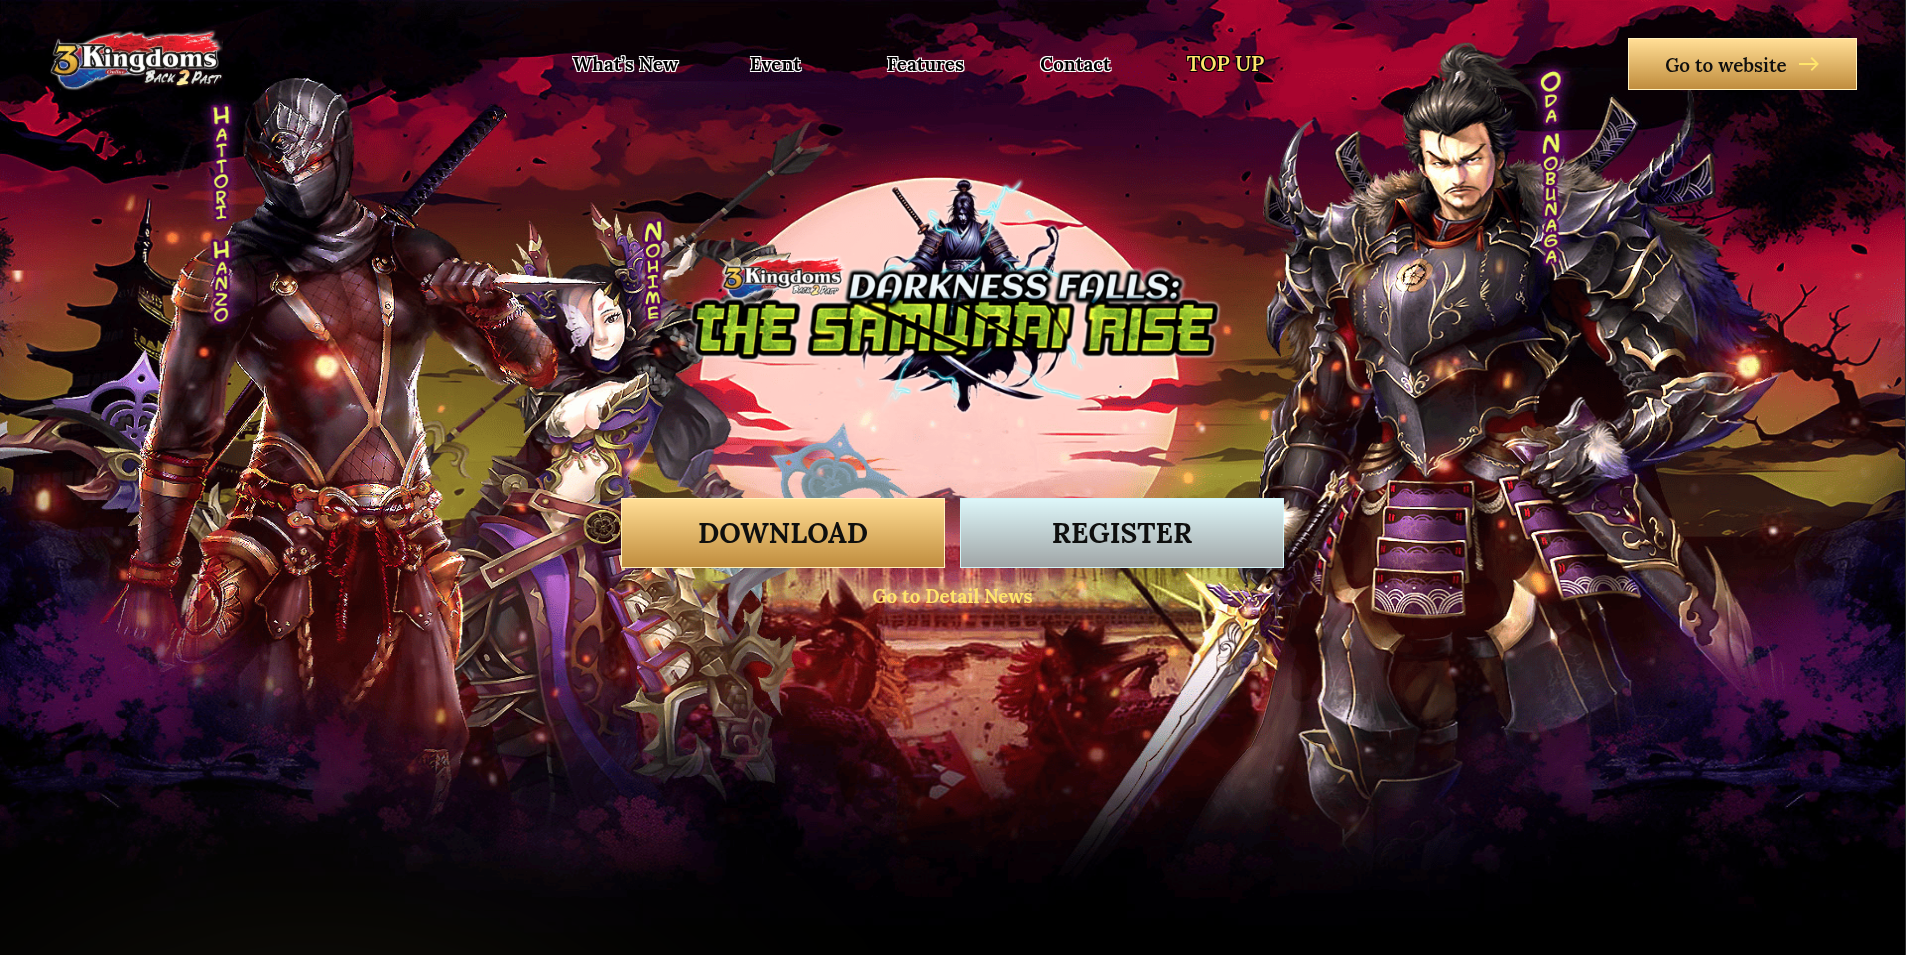 3Kingdoms
Online
BACK 2 PAST
What's New
Event
Features
Contact
TOP UP
Go to website
HATTORI HANZO
NOHIME
ODA NOBUNAGA
3Kingdoms
BACK 2 PAST
DARKNESS FALLS:
THE SAMURAI RISE
DOWNLOAD
REGISTER
Go to Detail News